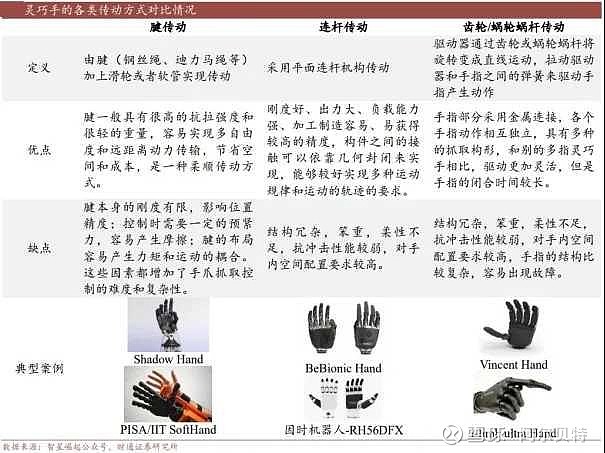 灵巧手的各类传动方式对比情况
腱传动
连杆传动
齿轮/蜗轮蜗杆传动
定义
由腱（钢丝绳、迪力马绳等）
加上滑轮或者软管实现传动
采用平面连杆机构传动
驱动器通过齿轮或蜗轮蜗杆将
旋转变成直线运动，拉动驱动
器和手指之间的弹簧来驱动手
指产生动作
优点
腱一般具有很高的抗拉强度和
很轻的重量，容易实现多自由
度和远距离动力传输，节省空
间和成本，是一种柔顺传动方
式。
刚度好、出力大、负载能力
强、加工制造容易、易获得
较高的精度，构件之间的接
触可以依靠几何封闭来实
现，能够较好实现多种运动
规律和运动的轨迹的要求。
手指部分采用金属连接，各个
手指动作相互独立，具有多种
的抓取构形，和别的多指灵巧
手相比，驱动更加灵活，但是
手指的闭合时间较长。
缺点
腱本身的刚度有限，影响位置
精度；控制时需要一定的预紧
力，容易产生摩擦；腱的布局
容易产生力矩和运动的耦合。
这些因素都增加了手爪抓取控
制的难度和复杂性。
结构冗杂，笨重，柔性不
足，抗冲击性能较弱，对手
内空间配置要求较高。
结构冗杂，笨重，柔性不足，
抗冲击性能较弱，对手内空间
配置要求较高，手指的结构比
较复杂，容易出现故障。
典型案例
Shadow Hand
BeBionic Hand
Vincent Hand
PISA/IIT SoftHand
因时机器人-RH56DFX
Hand
数据来源：智星崛起公众号，财通证券研究所